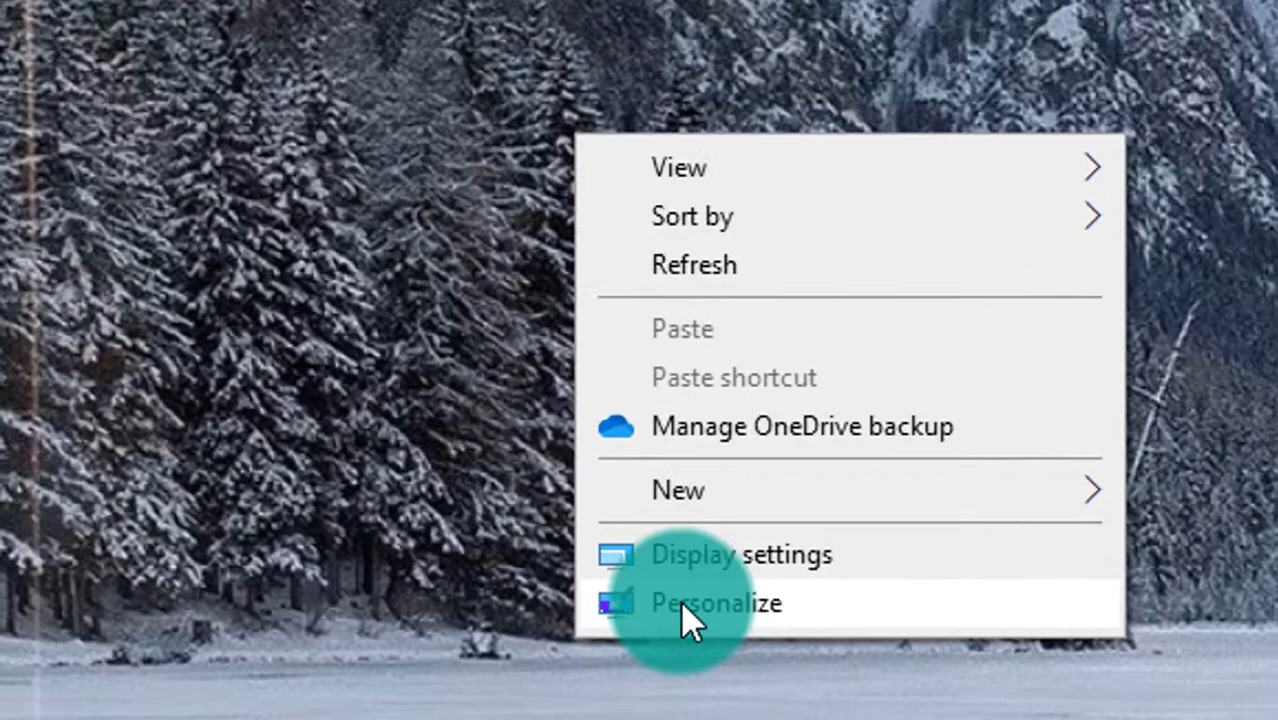 View
Sort by
Refresh
Paste
Paste shortcut
Manage OneDrive backup
New
Display settings
Personalize